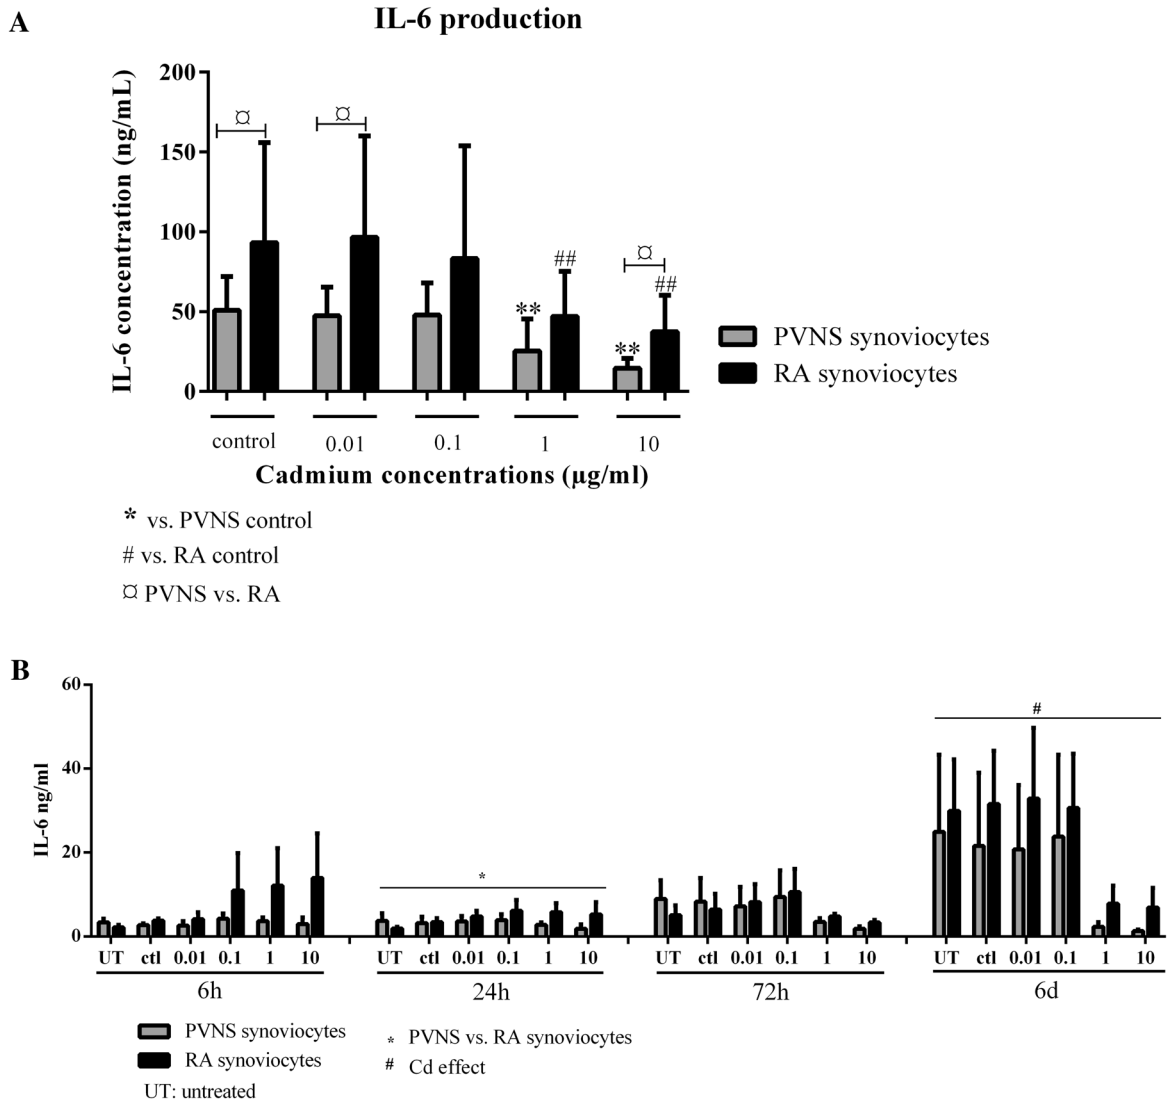 A
IL-6 production
IL-6 concentration (ng/mL)
200
150
100
50
0
¤
¤
**
##
**
¤
##
PVNS synoviocytes
RA synoviocytes
control 0.01 0.1 1 10
Cadmium concentrations (µg/ml)
* vs. PVNS control
# vs. RA control
¤ PVNS vs. RA
B
IL-6 ng/ml
60
40
20
0
*
#
UT ctl 0.01 0.1 1 10 UT ctl 0.01 0.1 1 10 UT ctl 0.01 0.1 1 10 UT ctl 0.01 0.1 1 10
6h 24h 72h 6d
PVNS synoviocytes
RA synoviocytes
UT: untreated
* PVNS vs. RA synoviocytes
# Cd effect